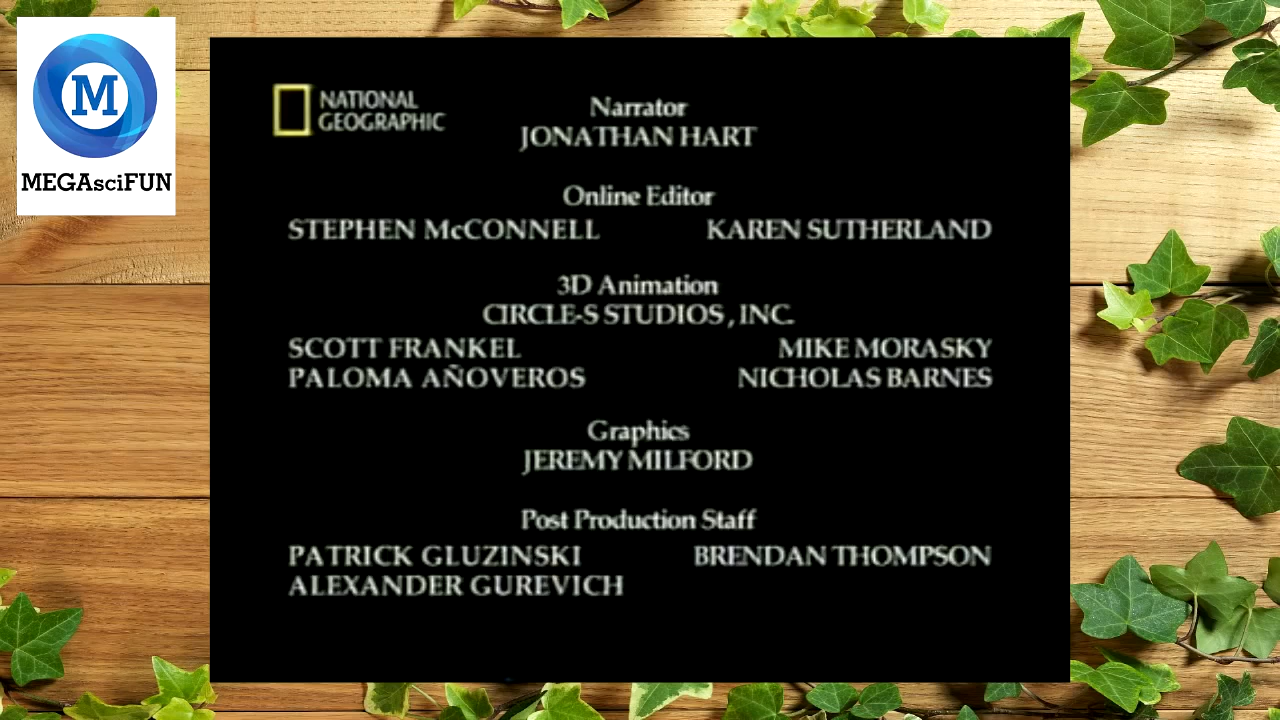 M
MEGAsciFUN
NATIONAL
GEOGRAPHIC
Narrator
JONATHAN HART
Online Editor
STEPHEN McCONNELL KAREN SUTHERLAND
3D Animation
CIRCLE-S STUDIOS, INC.
SCOTT FRANKEL MIKE MORASKY
PALOMA AÑOVEROS NICHOLAS BARNES
Graphics
JEREMY MILFORD
Post Production Staff
PATRICK GLUZINSKI BRENDAN THOMPSON
ALEXANDER GUREVICH